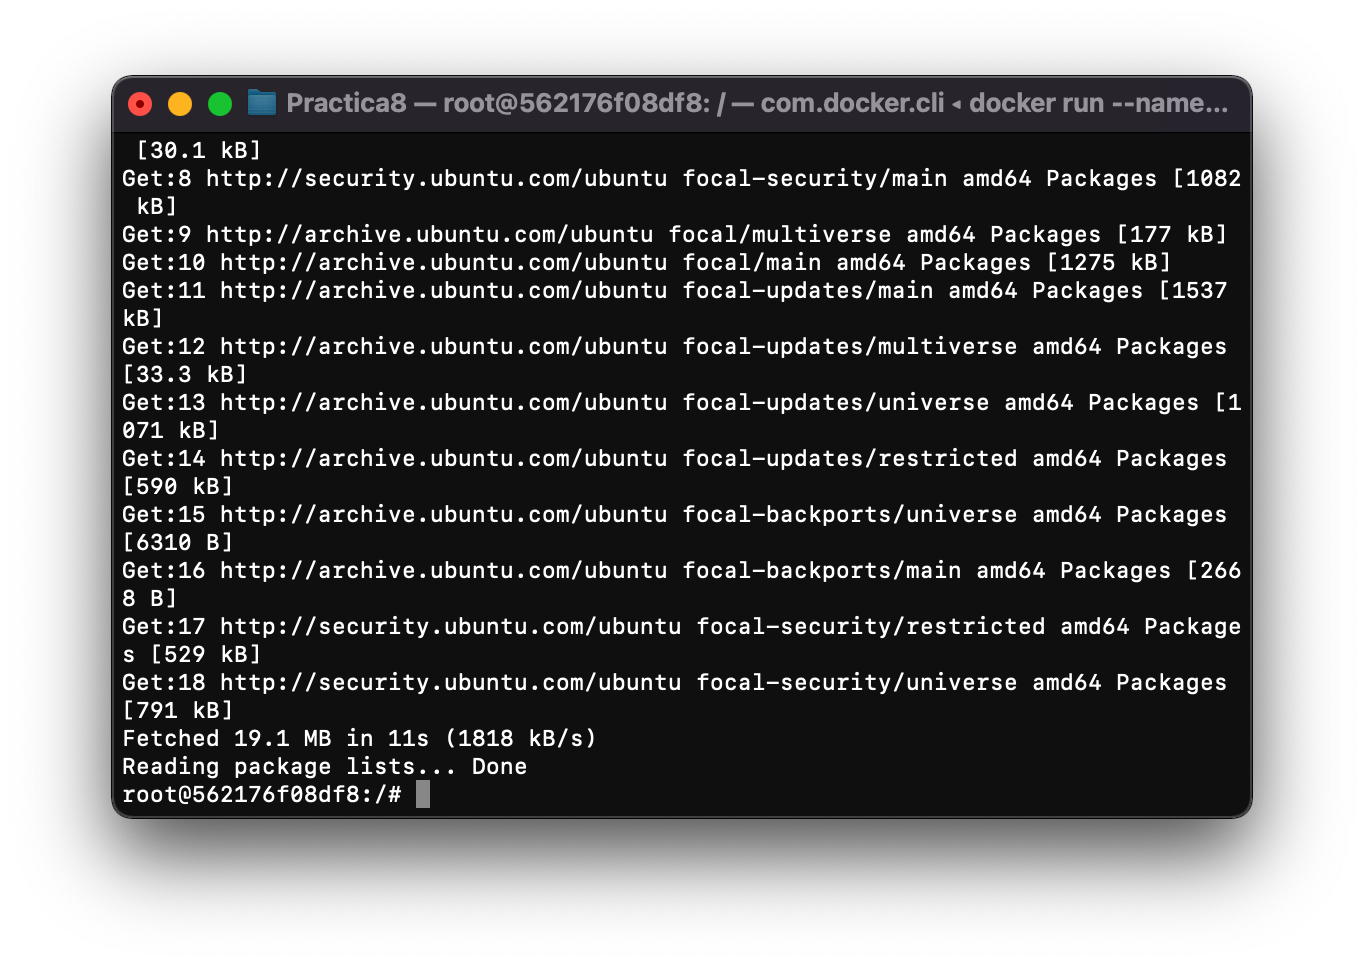 Practica8 — root@562176f08df8: / — com.docker.cli ◂ docker run --name...
[30.1 kB]
Get:8 http://security.ubuntu.com/ubuntu focal-security/main amd64 Packages [1082
 kB]
Get:9 http://archive.ubuntu.com/ubuntu focal/multiverse amd64 Packages [177 kB]
Get:10 http://archive.ubuntu.com/ubuntu focal/main amd64 Packages [1275 kB]
Get:11 http://archive.ubuntu.com/ubuntu focal-updates/main amd64 Packages [1537
kB]
Get:12 http://archive.ubuntu.com/ubuntu focal-updates/multiverse amd64 Packages
[33.3 kB]
Get:13 http://archive.ubuntu.com/ubuntu focal-updates/universe amd64 Packages [1
071 kB]
Get:14 http://archive.ubuntu.com/ubuntu focal-updates/restricted amd64 Packages
[590 kB]
Get:15 http://archive.ubuntu.com/ubuntu focal-backports/universe amd64 Packages
[6310 B]
Get:16 http://archive.ubuntu.com/ubuntu focal-backports/main amd64 Packages [266
8 B]
Get:17 http://security.ubuntu.com/ubuntu focal-security/restricted amd64 Package
s [529 kB]
Get:18 http://security.ubuntu.com/ubuntu focal-security/universe amd64 Packages
[791 kB]
Fetched 19.1 MB in 11s (1818 kB/s)
Reading package lists... Done
root@562176f08df8:/#